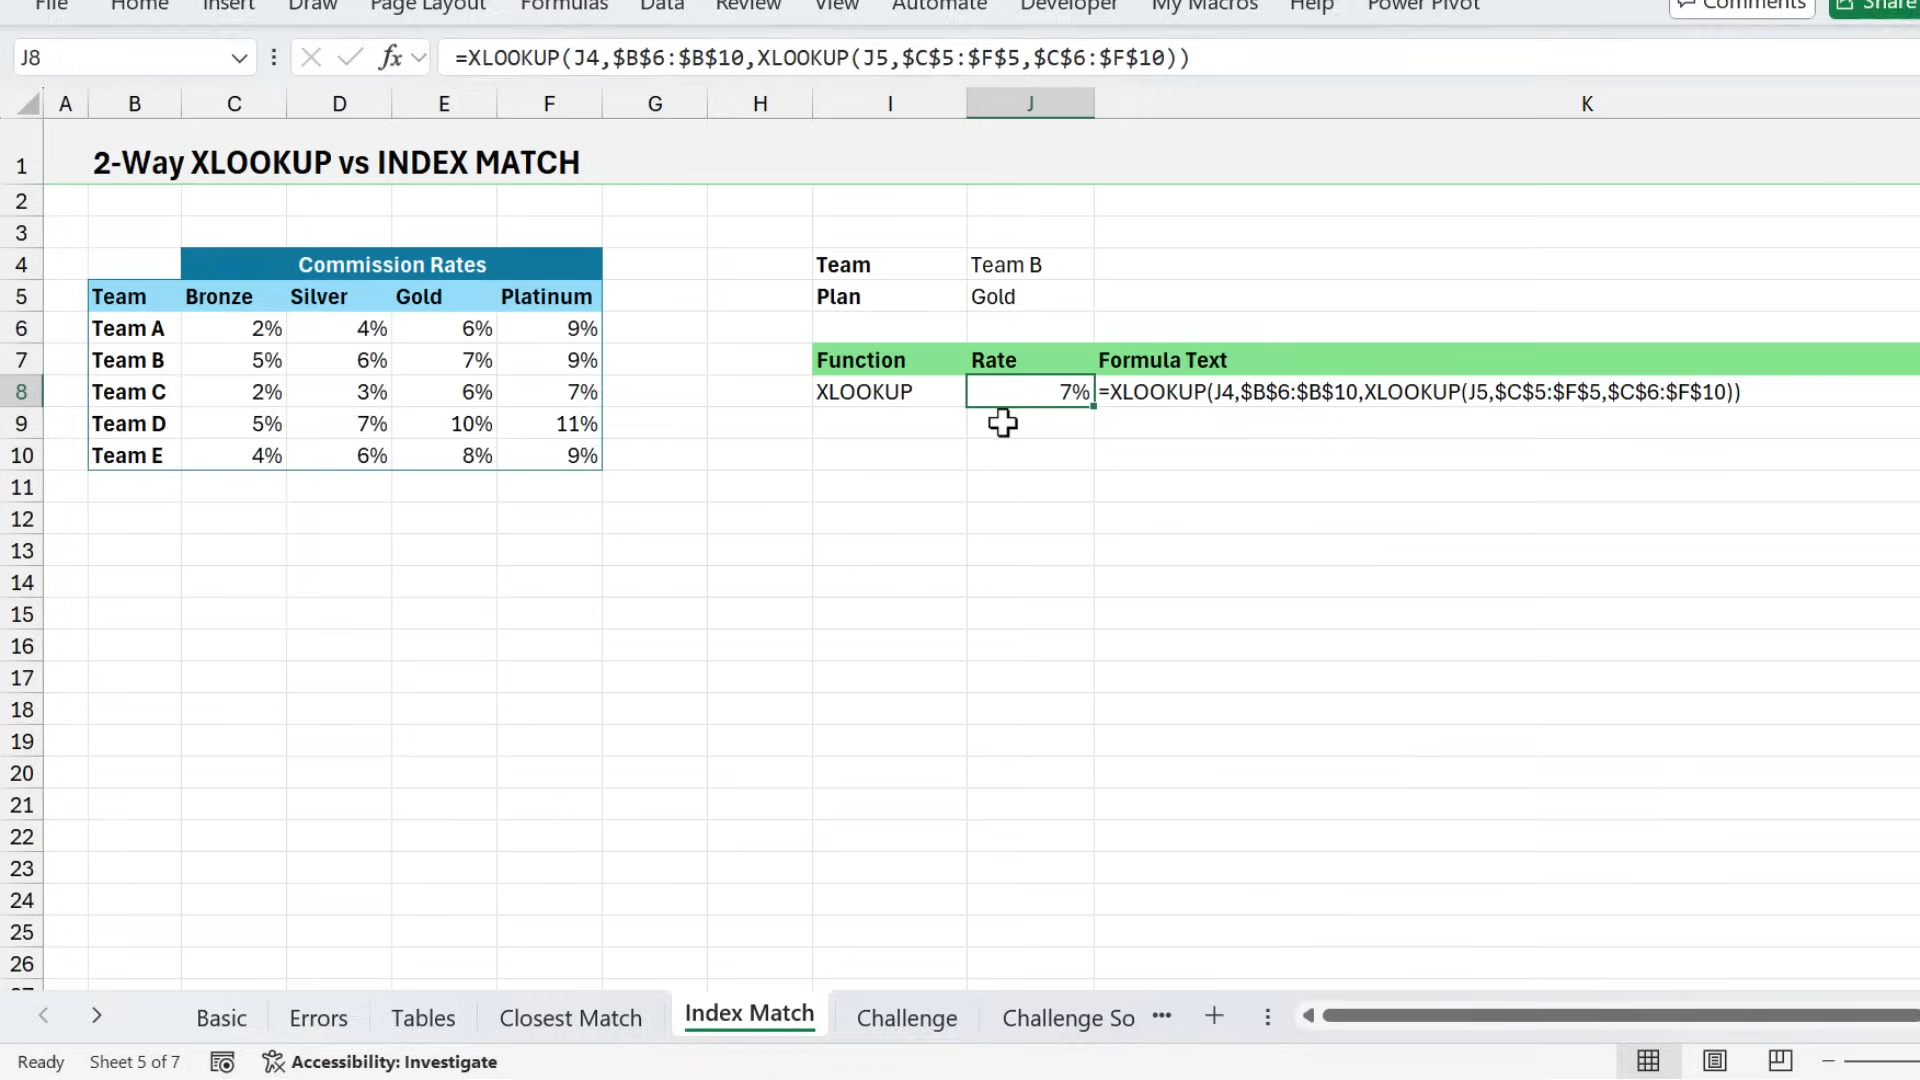 File Home Insert Draw Page Layout Formulas Data Review View Automate Developer My Macros Help Power Pivot Comments Share
J8 fx =XLOOKUP(J4,$B$6:$B$10,XLOOKUP(J5,$C$5:$F$5,$C$6:$F$10))
A B C D E F G H I J K
1 2-Way XLOOKUP vs INDEX MATCH
2
3
4 Commission Rates Team Team B
5 Team Bronze Silver Gold Platinum Plan Gold
6 Team A 2% 4% 6% 9%
7 Team B 5% 6% 7% 9% Function Rate Formula Text
8 Team C 2% 3% 6% 7% XLOOKUP 7% =XLOOKUP(J4,$B$6:$B$10,XLOOKUP(J5,$C$5:$F$5,$C$6:$F$10))
9 Team D 5% 7% 10% 11%
10 Team E 4% 6% 8% 9%
11
12
13
14
15
16
17
18
19
20
21
22
23
24
25
26
Basic Errors Tables Closest Match Index Match Challenge Challenge So
Ready Sheet 5 of 7 Accessibility: Investigate